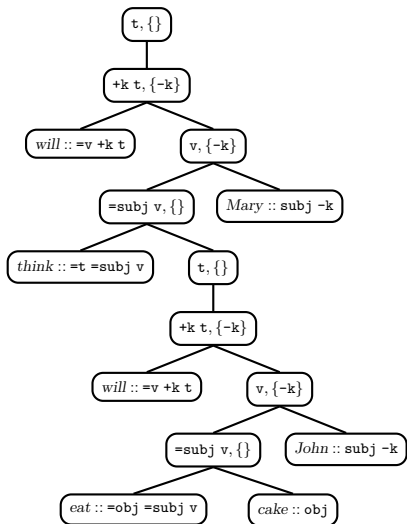 t, {}
+k t, {-k}
will :: =v +k t
v, {-k}
=subj v, {}
Mary :: subj -k
think :: =t =subj v
t, {}
+k t, {-k}
will :: =v +k t
v, {-k}
=subj v, {}
John :: subj -k
eat :: =obj =subj v
cake :: obj